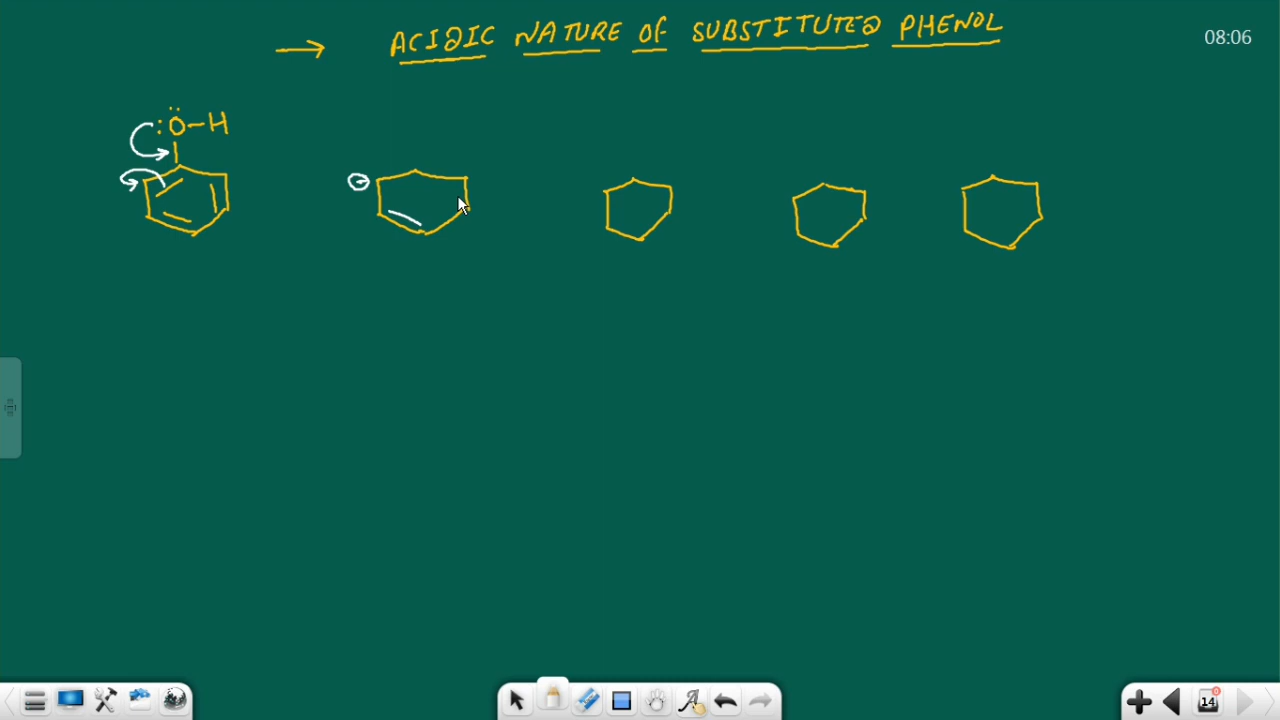 → ACIDIC NATURE OF SUBSTITUTED PHENOL
08:06
:Ö-H
⊖
14